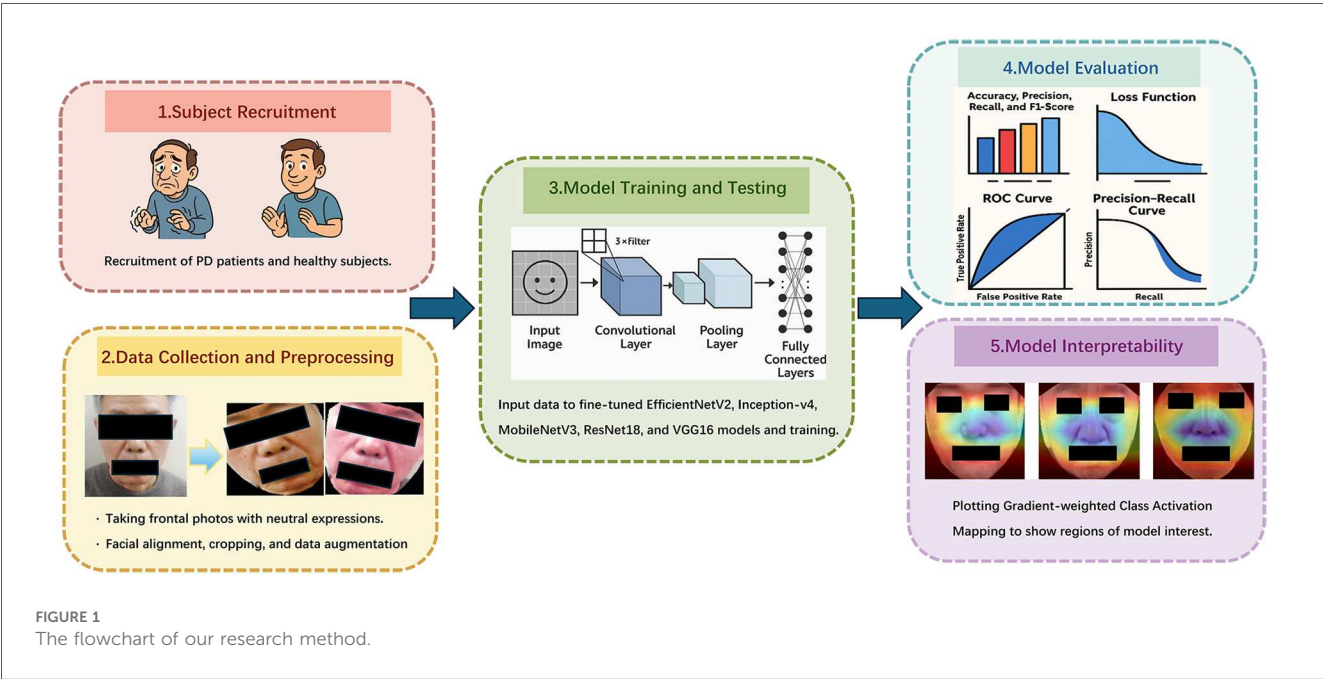 1.Subject Recruitment
Recruitment of PD patients and healthy subjects.
2.Data Collection and Preprocessing
· Taking frontal photos with neutral expressions.
· Facial alignment, cropping, and data augmentation
3.Model Training and Testing
3×filter
Input
Image
Convolutional
Layer
Pooling
Layer
Fully
Connected
Layers
Input data to fine-tuned EfficientNetV2, Inception-v4,
MobileNetV3, ResNet18, and VGG16 models and training.
4.Model Evaluation
Accuracy, Precision,
Recall, and F1-Score
Loss Function
ROC Curve
True Positive Rate
False Positive Rate
Precision–Recall
Curve
Precision
Recall
5.Model Interpretability
Plotting Gradient-weighted Class Activation
Mapping to show regions of model interest.
FIGURE 1
The flowchart of our research method.